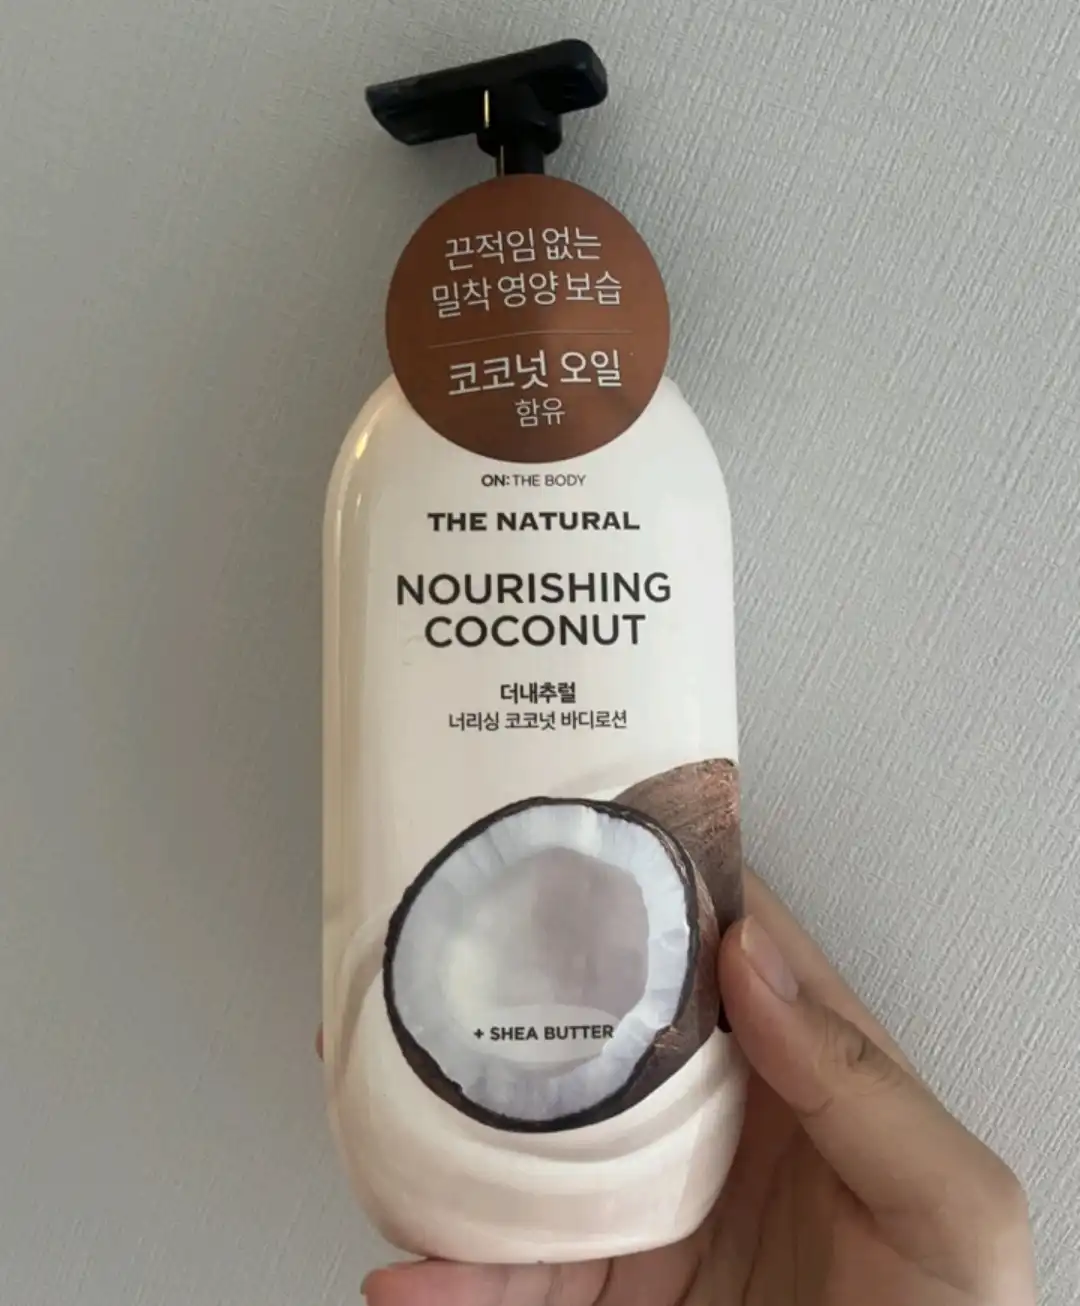 끈적임 없는
밀착 영양 보습
코코넛 오일
함유
ON: THE BODY
THE NATURAL
NOURISHING
COCONUT
더내추럴
너리싱 코코넛 바디로션
+ SHEA BUTTER